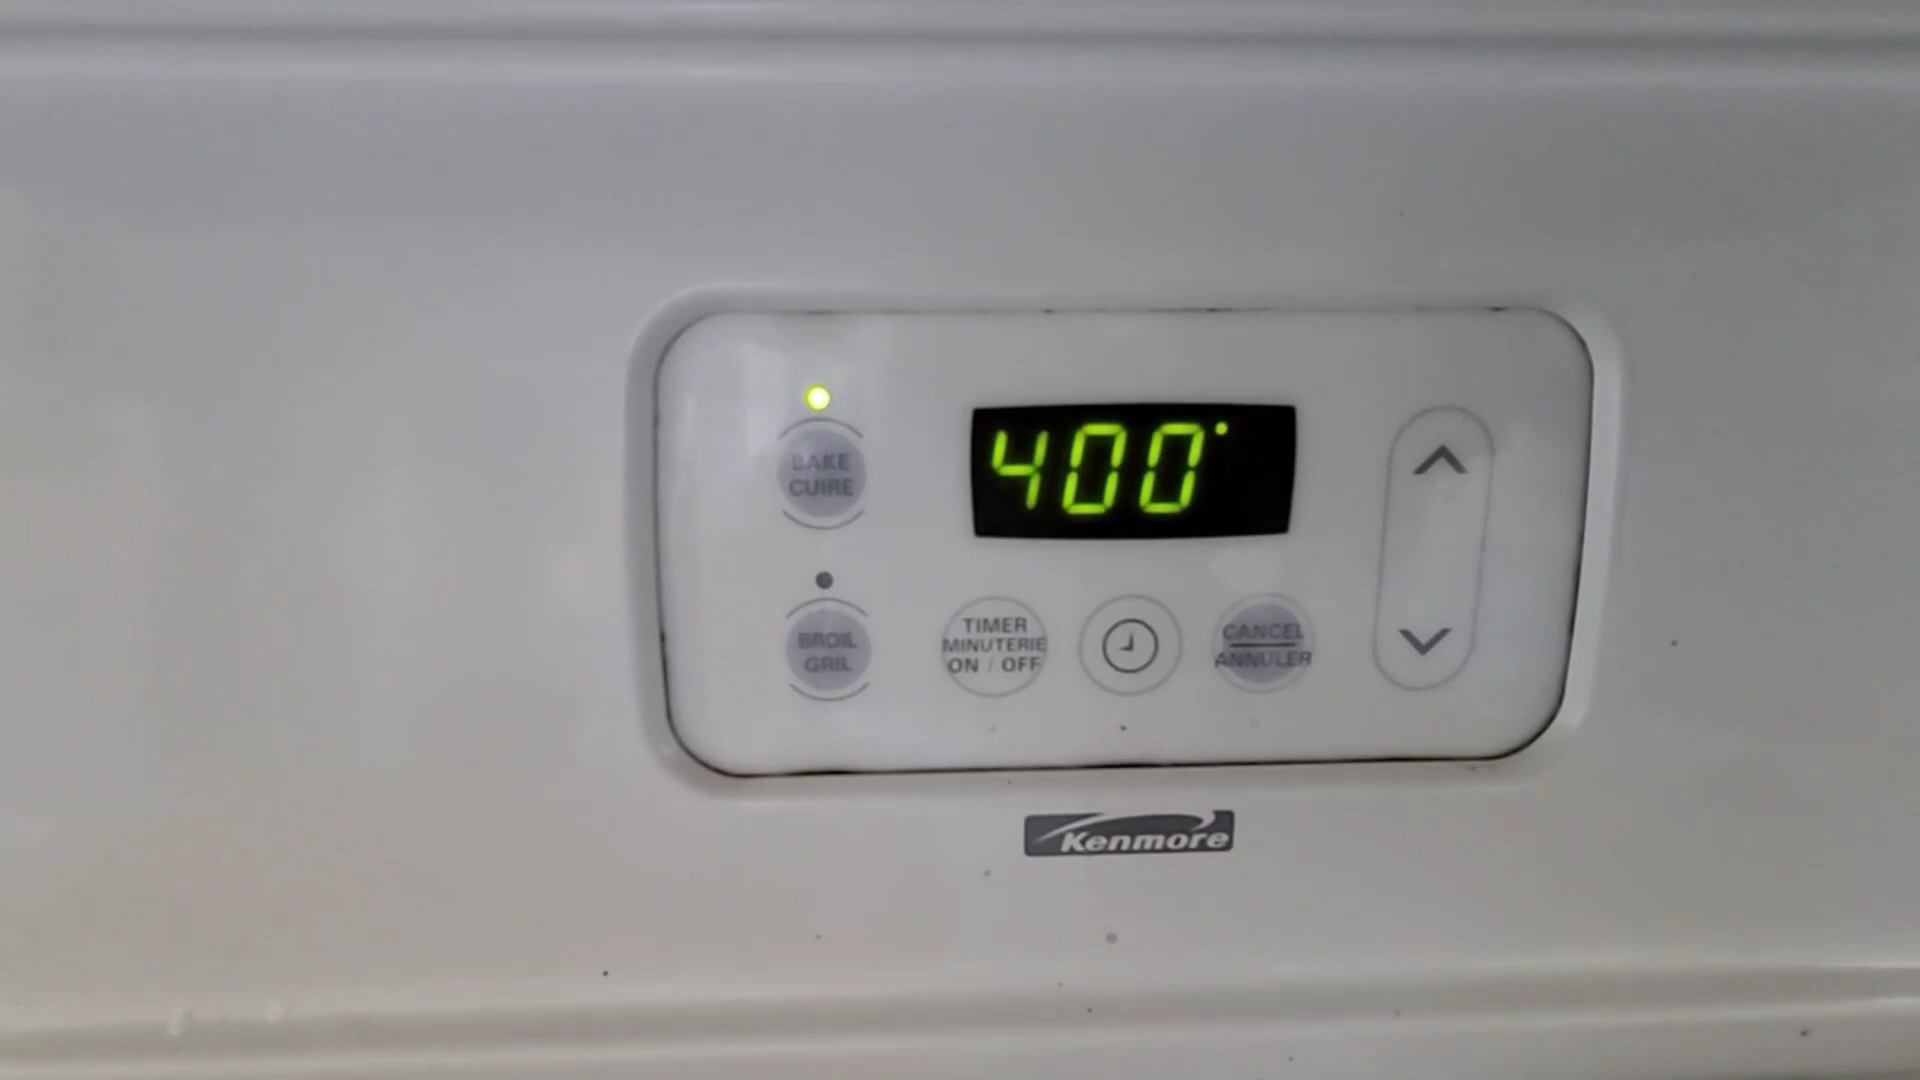 BAKE
CUIRE
400°
BROIL
GRIL
TIMER
MINUTERIE
ON / OFF
CANCEL
ANNULER
Kenmore